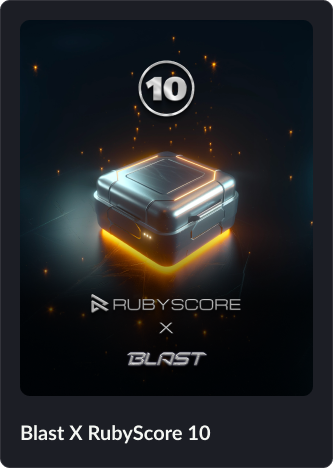 10
RUBYSCORE
X
BLAST
Blast X RubyScore 10